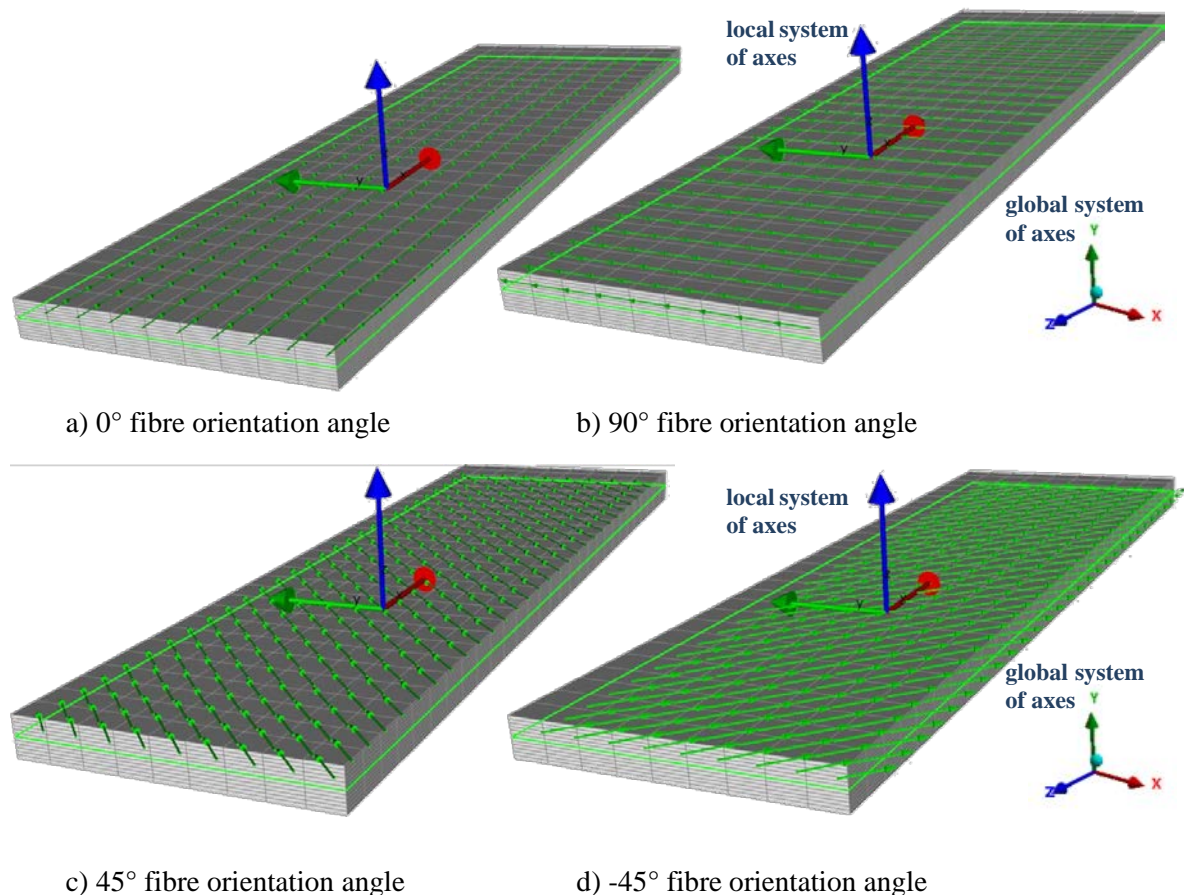 local system
of axes
y
y
global system
of axes
Y
Z
X
a) 0° fibre orientation angle
b) 90° fibre orientation angle
local system
of axes
y
y
global system
of axes
Y
Z
X
c) 45° fibre orientation angle
d) -45° fibre orientation angle